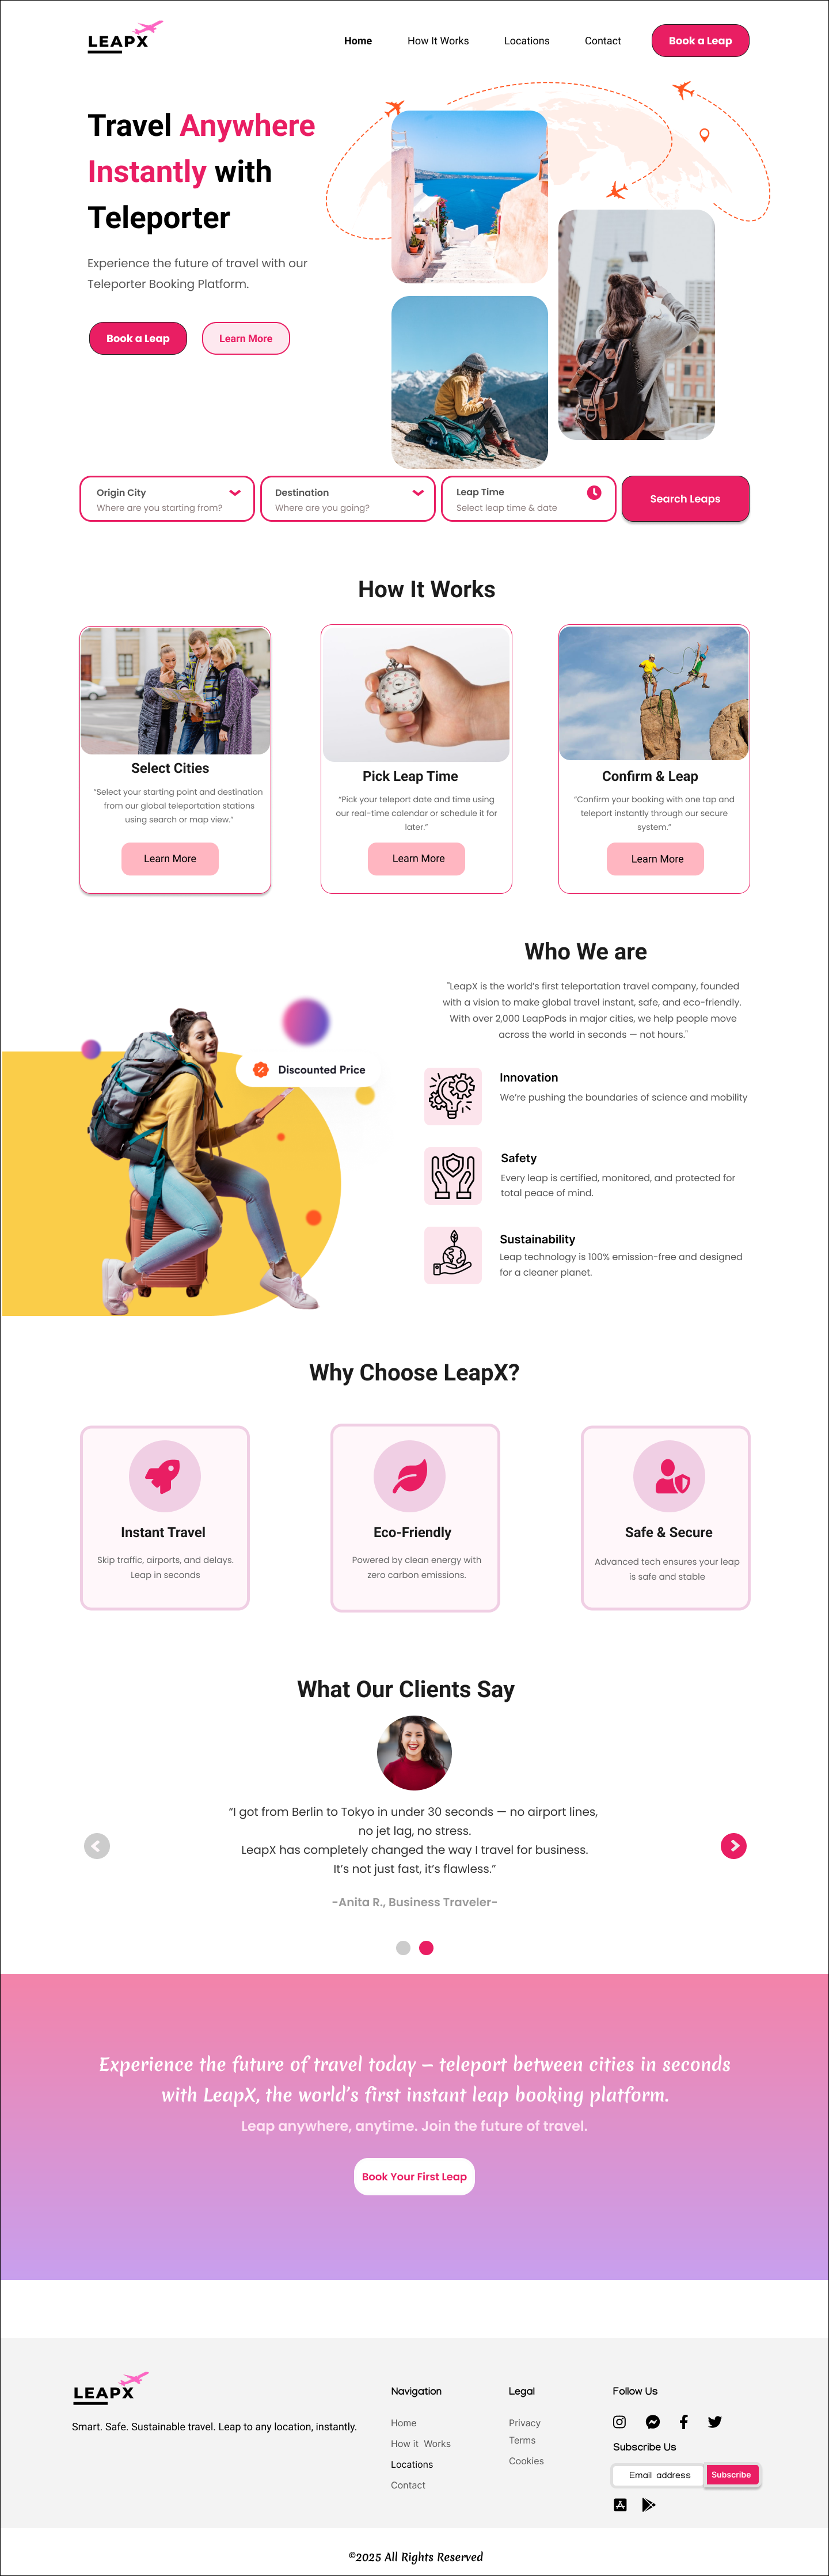 LEAPX
Home
How It Works
Locations
Contact
Book a Leap
Travel Anywhere
Instantly with
Teleporter
Experience the future of travel with our
Teleporter Booking Platform.
Book a Leap
Learn More
Origin City
Where are you starting from?
Destination
Where are you going?
Leap Time
Select leap time & date
Search Leaps
How It Works
Select Cities
“Select your starting point and destination
from our global teleportation stations
using search or map view.”
Learn More
Pick Leap Time
“Pick your teleport date and time using
our real-time calendar or schedule it for
later.”
Learn More
Confirm & Leap
“Confirm your booking with one tap and
teleport instantly through our secure
system.”
Learn More
Discounted Price
Who We are
"LeapX is the world’s first teleportation travel company, founded
with a vision to make global travel instant, safe, and eco-friendly.
With over 2,000 LeapPods in major cities, we help people move
across the world in seconds — not hours."
Innovation
We’re pushing the boundaries of science and mobility
Safety
Every leap is certified, monitored, and protected for
total peace of mind.
Sustainability
Leap technology is 100% emission-free and designed
for a cleaner planet.
Why Choose LeapX?
Instant Travel
Skip traffic, airports, and delays.
Leap in seconds
Eco-Friendly
Powered by clean energy with
zero carbon emissions.
Safe & Secure
Advanced tech ensures your leap
is safe and stable
What Our Clients Say
“I got from Berlin to Tokyo in under 30 seconds — no airport lines,
no jet lag, no stress.
LeapX has completely changed the way I travel for business.
It’s not just fast, it’s flawless.”
-Anita R., Business Traveler-
Experience the future of travel today — teleport between cities in seconds
with LeapX, the world’s first instant leap booking platform.
Leap anywhere, anytime. Join the future of travel.
Book Your First Leap
LEAPX
Smart. Safe. Sustainable travel. Leap to any location, instantly.
Navigation
Home
How it Works
Locations
Contact
Legal
Privacy
Terms
Cookies
Follow Us
Subscribe Us
Email address
Subscribe
©2025 All Rights Reserved